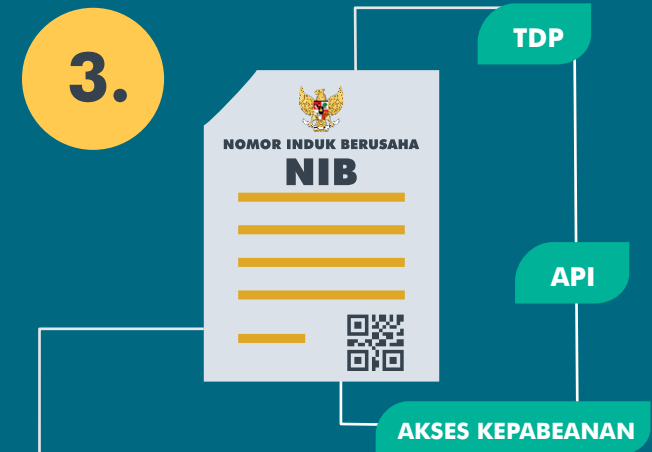 3.
TDP
NOMOR INDUK BERUSAHA
NIB
API
AKSES KEPABEANAN